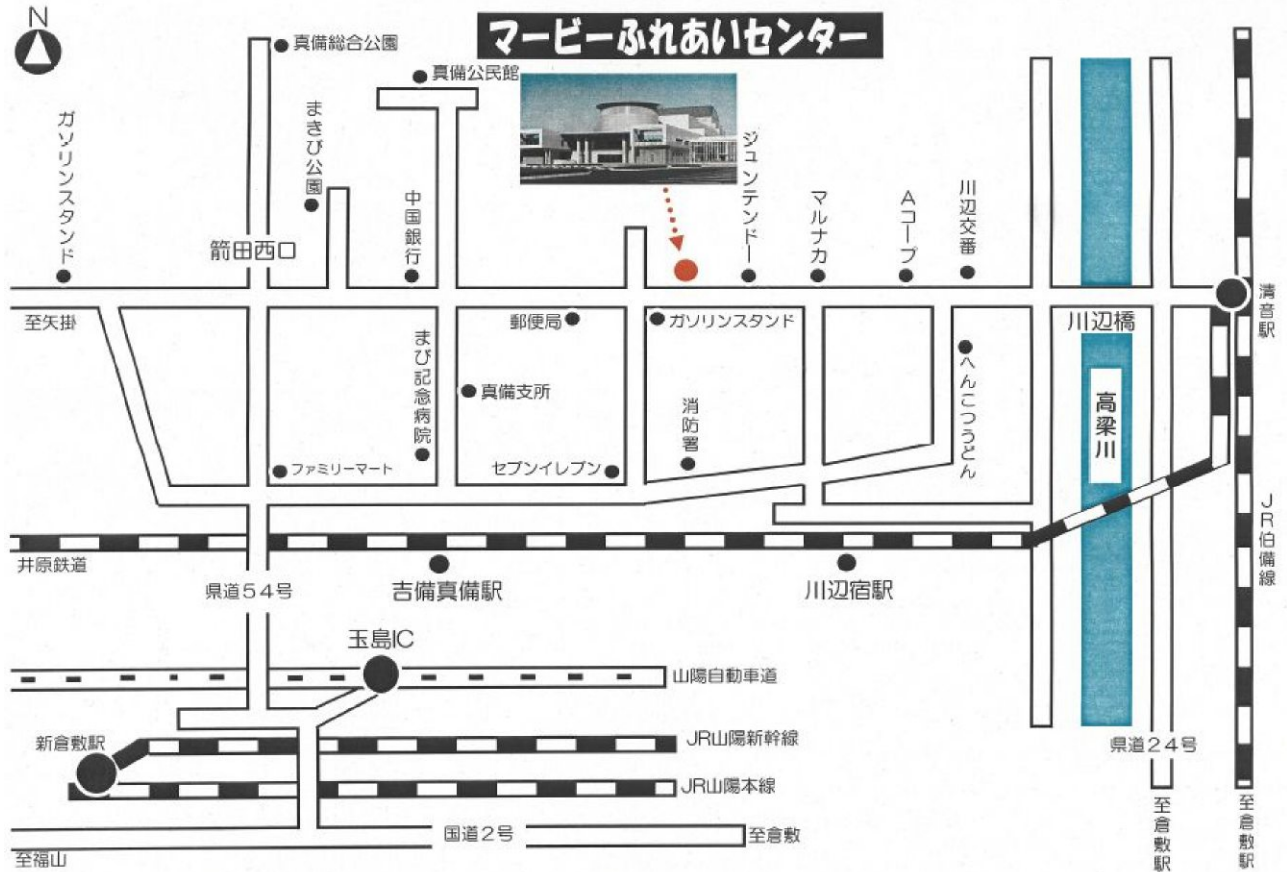 N
マービーふれあいセンター
真備総合公園
真備公民館
ガソリンスタンド
まきび公園
中国銀行
ジュンテンドー
マルナカ
Aコープ
川辺交番
箭田西口
至矢掛
郵便局
ガソリンスタンド
川辺橋
清音駅
まび記念病院
真備支所
消防署
へんこつうどん
高梁川
ファミリーマート
セブンイレブン
JR伯備線
井原鉄道
県道54号
吉備真備駅
川辺宿駅
玉島IC
山陽自動車道
新倉敷駅
JR山陽新幹線
県道24号
JR山陽本線
国道2号
至倉敷
至福山
至倉敷駅
至倉敷駅